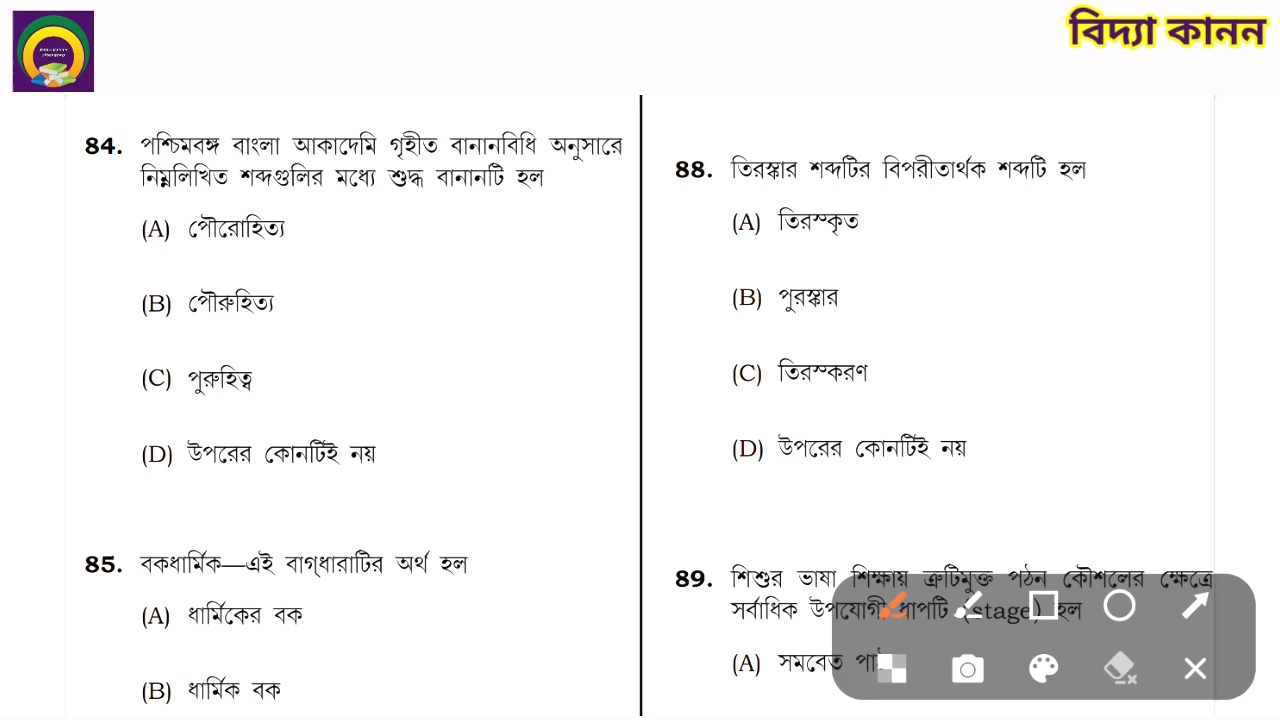 বিদ্যা কানন
84. পশ্চিমবঙ্গ বাংলা আকাদেমি গৃহীত বানানবিধি অনুসারে
নিম্নলিখিত শব্দগুলির মধ্যে শুদ্ধ বানানটি হল
(A) পৌরোহিত্য
(B) পৌরুহিত্য
(C) পুরুহিত্ব
(D) উপরের কোনটিই নয়
85. বকধার্মিক—এই বাগ্‌ধারাটির অর্থ হল
(A) ধার্মিকের বক
(B) ধার্মিক বক
88. তিরস্কার শব্দটির বিপরীতার্থক শব্দটি হল
(A) তিরস্কৃত
(B) পুরস্কার
(C) তিরস্করণ
(D) উপরের কোনটিই নয়
89. শিশুর ভাষা শিক্ষায় ত্রুটিমুক্ত পঠন কৌশলের ক্ষেত্রে
সর্বাধিক উপযোগী ধাপটি (stage) হল
(A) সমবেত